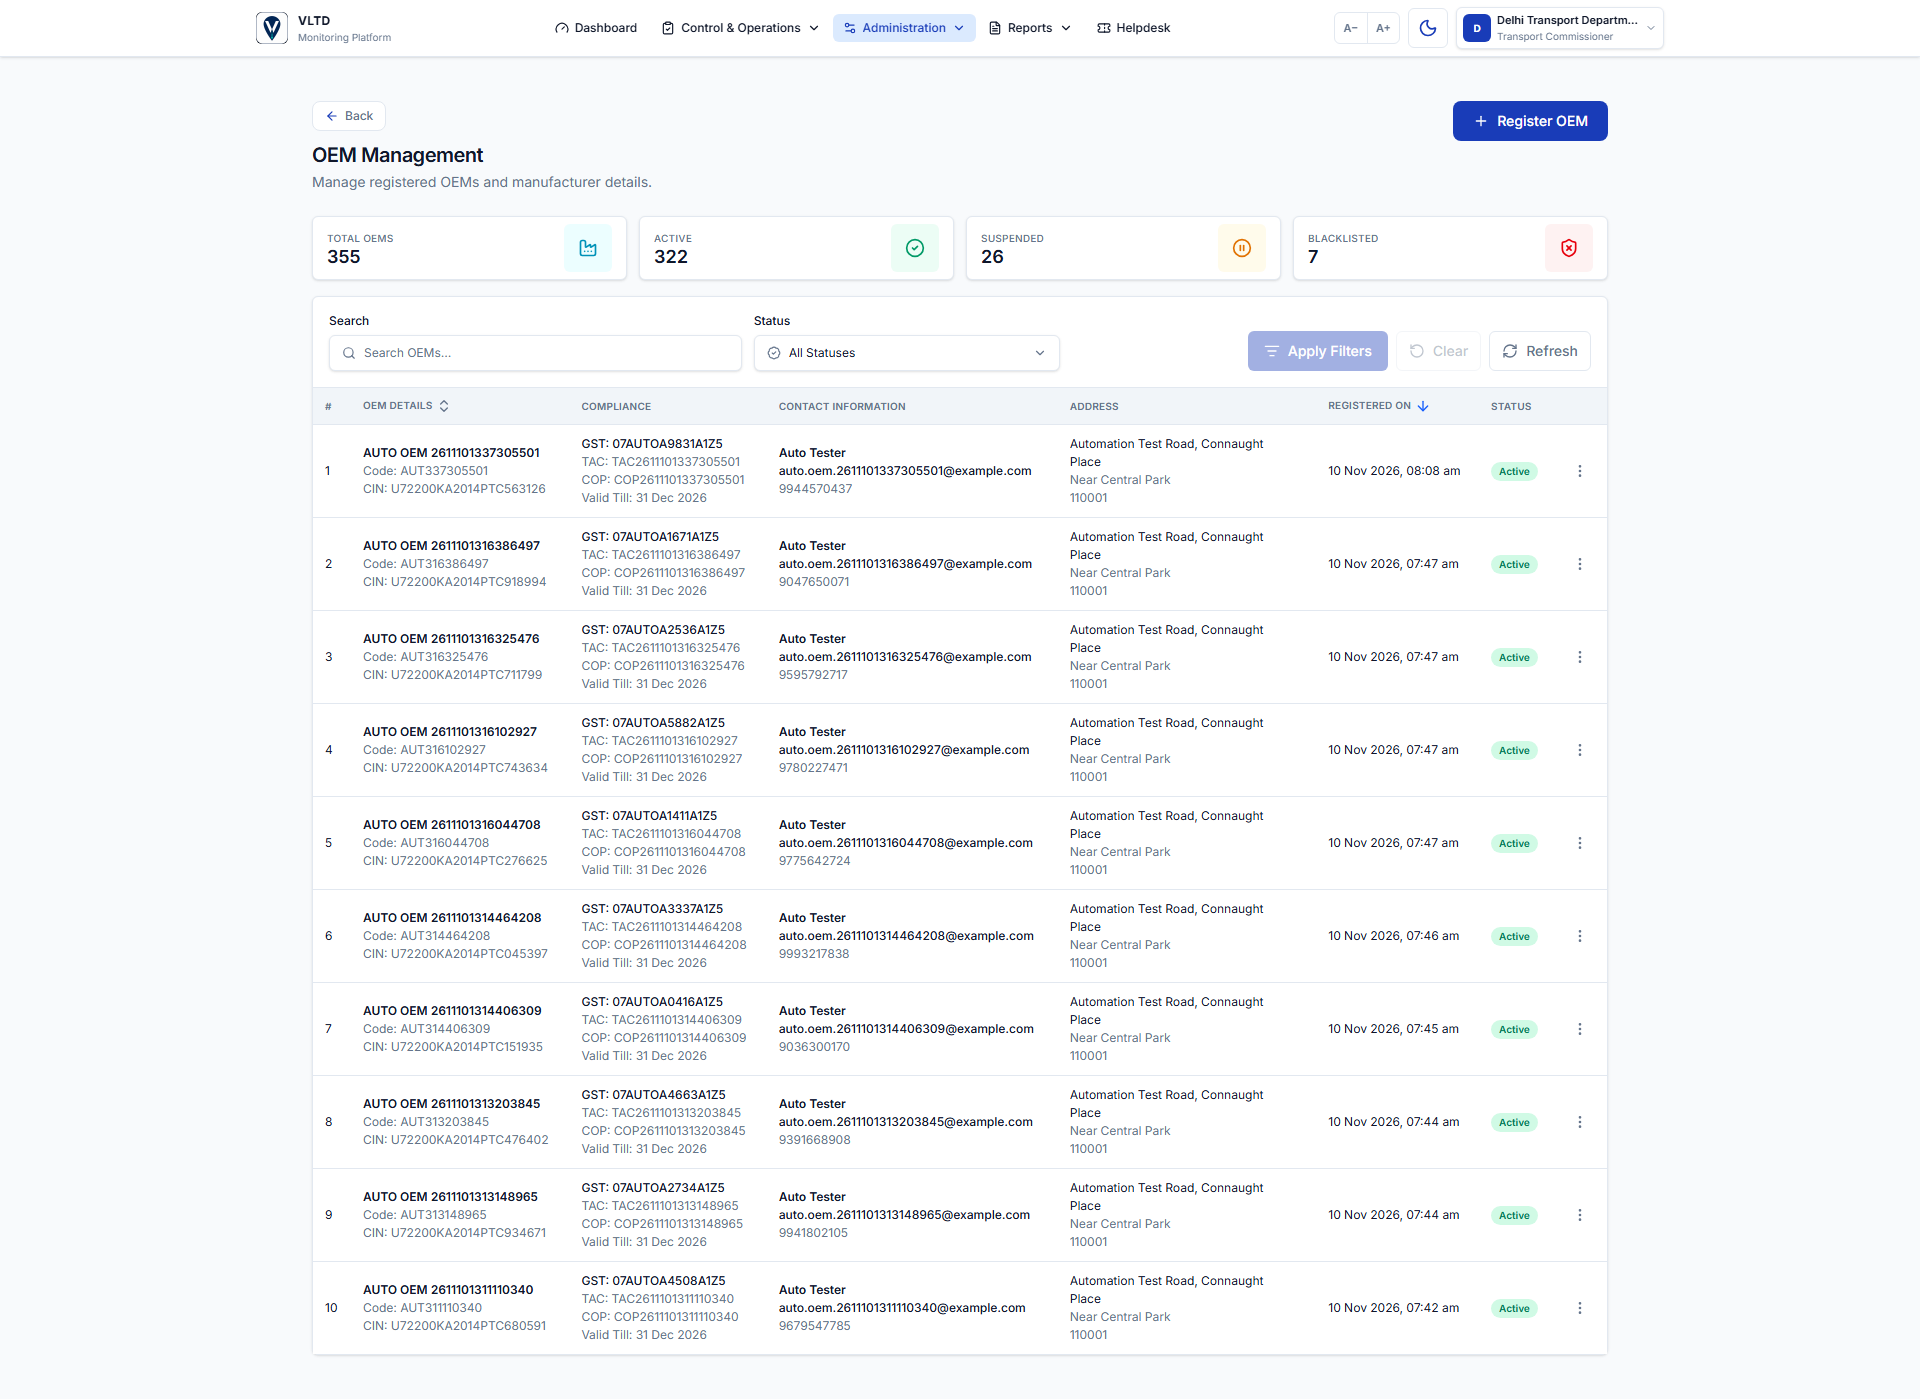 VLTD
Monitoring Platform
Dashboard
Control & Operations
Administration
Reports
Helpdesk
A−
A+
D
Delhi Transport Departm...
Transport Commissioner
Back
Register OEM
OEM Management
Manage registered OEMs and manufacturer details.
TOTAL OEMS
355
ACTIVE
322
SUSPENDED
26
BLACKLISTED
7
Search
Search OEMs...
Status
All Statuses
Apply Filters
Clear
Refresh
# OEM DETAILS COMPLIANCE CONTACT INFORMATION ADDRESS REGISTERED ON STATUS
1
AUTO OEM 2611101337305501
Code: AUT337305501
CIN: U72200KA2014PTC563126
GST: 07AUTOA9831A1Z5
TAC: TAC2611101337305501
COP: COP2611101337305501
Valid Till: 31 Dec 2026
Auto Tester
auto.oem.2611101337305501@example.com
9944570437
Automation Test Road, Connaught
Place
Near Central Park
110001
10 Nov 2026, 08:08 am
Active
2
AUTO OEM 2611101316386497
Code: AUT316386497
CIN: U72200KA2014PTC918994
GST: 07AUTOA1671A1Z5
TAC: TAC2611101316386497
COP: COP2611101316386497
Valid Till: 31 Dec 2026
Auto Tester
auto.oem.2611101316386497@example.com
9047650071
Automation Test Road, Connaught
Place
Near Central Park
110001
10 Nov 2026, 07:47 am
Active
3
AUTO OEM 2611101316325476
Code: AUT316325476
CIN: U72200KA2014PTC711799
GST: 07AUTOA2536A1Z5
TAC: TAC2611101316325476
COP: COP2611101316325476
Valid Till: 31 Dec 2026
Auto Tester
auto.oem.2611101316325476@example.com
9595792717
Automation Test Road, Connaught
Place
Near Central Park
110001
10 Nov 2026, 07:47 am
Active
4
AUTO OEM 2611101316102927
Code: AUT316102927
CIN: U72200KA2014PTC743634
GST: 07AUTOA5882A1Z5
TAC: TAC2611101316102927
COP: COP2611101316102927
Valid Till: 31 Dec 2026
Auto Tester
auto.oem.2611101316102927@example.com
9780227471
Automation Test Road, Connaught
Place
Near Central Park
110001
10 Nov 2026, 07:47 am
Active
5
AUTO OEM 2611101316044708
Code: AUT316044708
CIN: U72200KA2014PTC276625
GST: 07AUTOA1411A1Z5
TAC: TAC2611101316044708
COP: COP2611101316044708
Valid Till: 31 Dec 2026
Auto Tester
auto.oem.2611101316044708@example.com
9775642724
Automation Test Road, Connaught
Place
Near Central Park
110001
10 Nov 2026, 07:47 am
Active
6
AUTO OEM 2611101314464208
Code: AUT314464208
CIN: U72200KA2014PTC045397
GST: 07AUTOA3337A1Z5
TAC: TAC2611101314464208
COP: COP2611101314464208
Valid Till: 31 Dec 2026
Auto Tester
auto.oem.2611101314464208@example.com
9993217838
Automation Test Road, Connaught
Place
Near Central Park
110001
10 Nov 2026, 07:46 am
Active
7
AUTO OEM 2611101314406309
Code: AUT314406309
CIN: U72200KA2014PTC151935
GST: 07AUTOA0416A1Z5
TAC: TAC2611101314406309
COP: COP2611101314406309
Valid Till: 31 Dec 2026
Auto Tester
auto.oem.2611101314406309@example.com
9036300170
Automation Test Road, Connaught
Place
Near Central Park
110001
10 Nov 2026, 07:45 am
Active
8
AUTO OEM 2611101313203845
Code: AUT313203845
CIN: U72200KA2014PTC476402
GST: 07AUTOA4663A1Z5
TAC: TAC2611101313203845
COP: COP2611101313203845
Valid Till: 31 Dec 2026
Auto Tester
auto.oem.2611101313203845@example.com
9391668908
Automation Test Road, Connaught
Place
Near Central Park
110001
10 Nov 2026, 07:44 am
Active
9
AUTO OEM 2611101313148965
Code: AUT313148965
CIN: U72200KA2014PTC934671
GST: 07AUTOA2734A1Z5
TAC: TAC2611101313148965
COP: COP2611101313148965
Valid Till: 31 Dec 2026
Auto Tester
auto.oem.2611101313148965@example.com
9941802105
Automation Test Road, Connaught
Place
Near Central Park
110001
10 Nov 2026, 07:44 am
Active
10
AUTO OEM 2611101311110340
Code: AUT311110340
CIN: U72200KA2014PTC680591
GST: 07AUTOA4508A1Z5
TAC: TAC2611101311110340
COP: COP2611101311110340
Valid Till: 31 Dec 2026
Auto Tester
auto.oem.2611101311110340@example.com
9679547785
Automation Test Road, Connaught
Place
Near Central Park
110001
10 Nov 2026, 07:42 am
Active